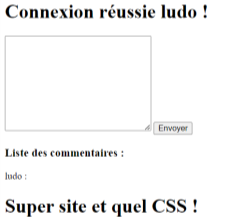 Connexion réussie ludo !
Envoyer
Liste des commentaires :
ludo :
Super site et quel CSS !